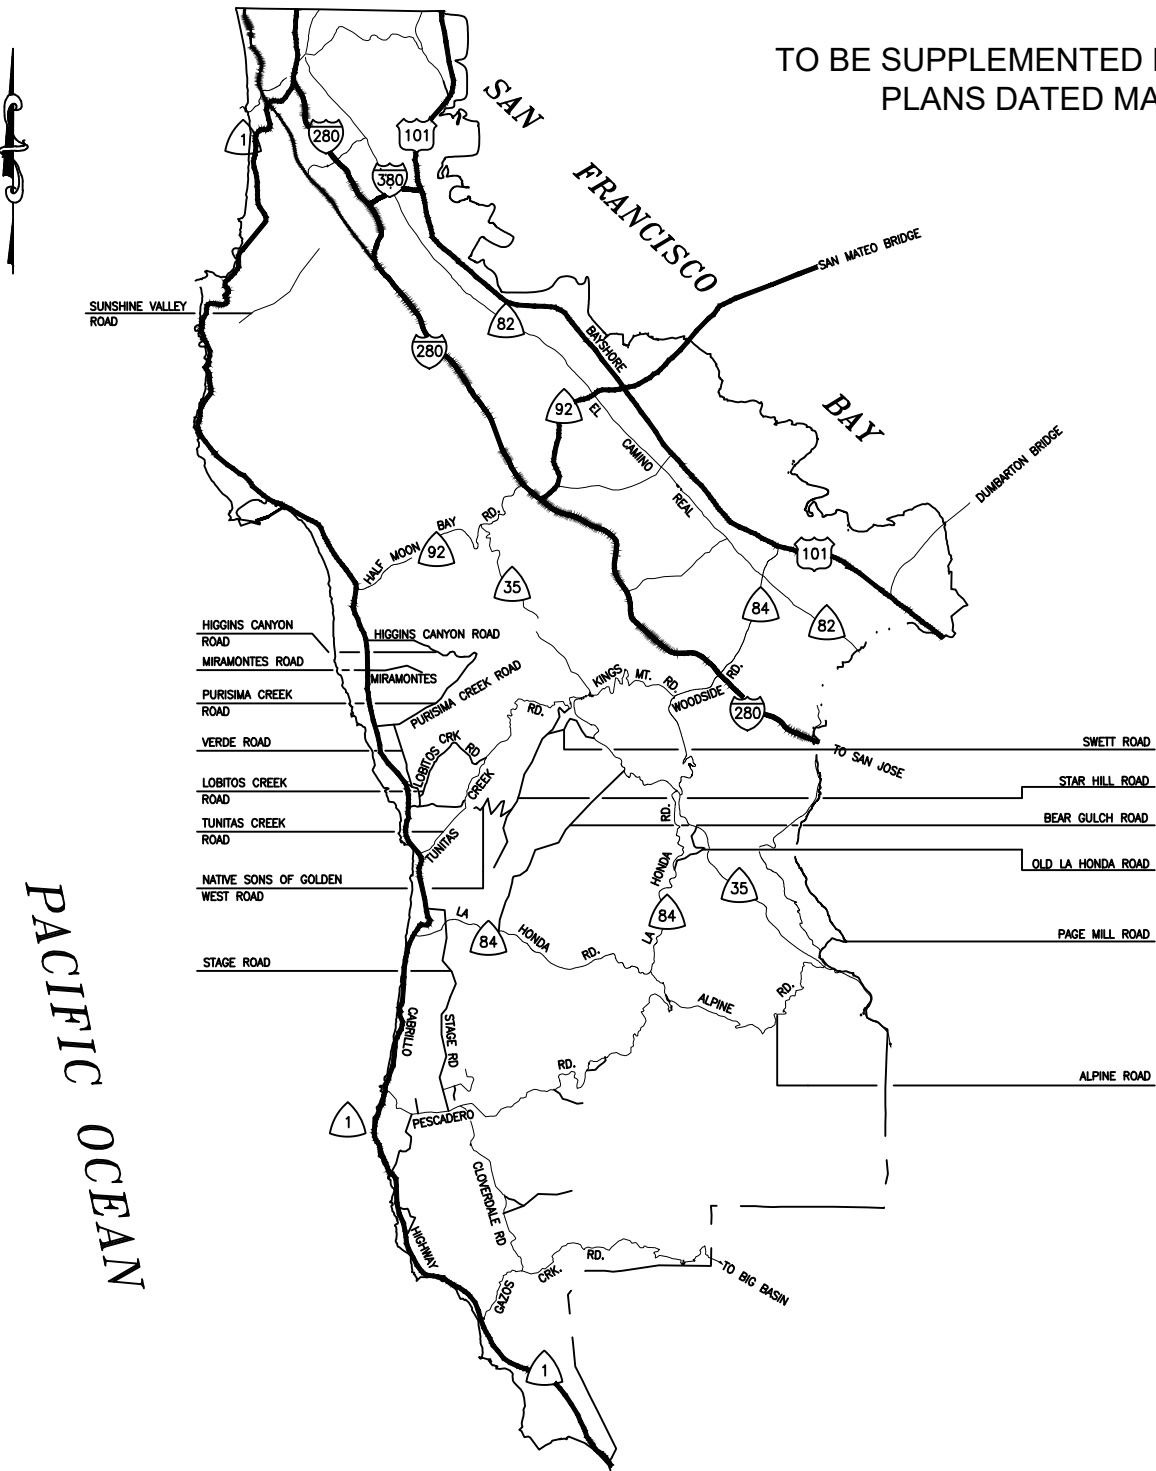 TO BE SUPPLEMENTED
PLANS DATED
SAN
FRANCISCO
BAY
1
280
101
380
SAN MATEO BRIDGE
SUNSHINE VALLEY
ROAD
82
280
BAYSHORE
92
EL
CAMINO
REAL
DUMBARTON BRIDGE
HALF MOON BAY RD.
92
35
101
84
82
HIGGINS CANYON
ROAD
HIGGINS CANYON ROAD
MIRAMONTES ROAD
MIRAMONTES
PURISIMA CREEK
ROAD
PURISIMA CREEK ROAD
KINGS MT. RD.
WOODSIDE RD.
280
TO SAN JOSE
VERDE ROAD
LOBITOS CRK RD
LOBITOS CREEK
ROAD
TUNITAS CREEK RD.
TUNITAS CREEK
ROAD
NATIVE SONS OF GOLDEN
WEST ROAD
SWETT ROAD
STAR HILL ROAD
BEAR GULCH ROAD
OLD LA HONDA ROAD
35
84
LA HONDA RD.
PAGE MILL ROAD
LA HONDA RD.
84
STAGE ROAD
ALPINE RD.
CABRILLO
STAGE RD
ALPINE ROAD
1
PESCADERO
RD.
CLOVERDALE RD
HIGHWAY
GAZOS CRK. RD.
TO BIG BASIN
1
PACIFIC OCEAN